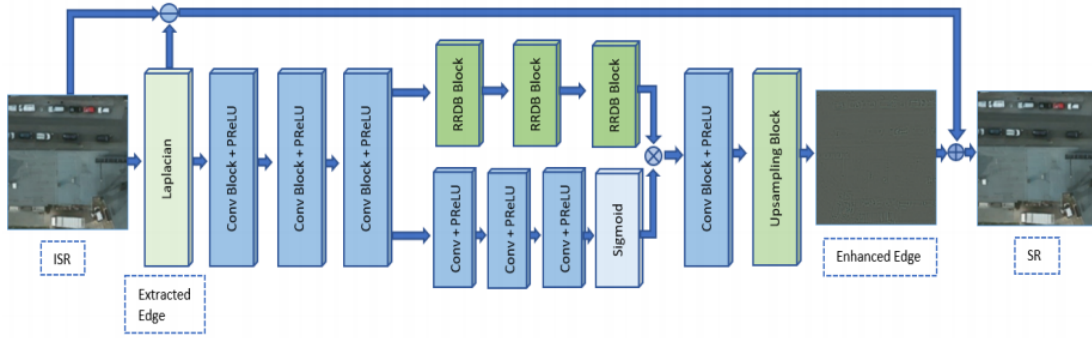 ISR
Laplacian
Extracted
Edge
Conv Block + PReLU
Conv Block + PReLU
Conv Block + PReLU
RRDB Block
RRDB Block
RRDB Block
Conv + PReLU
Conv + PReLU
Conv + PReLU
Sigmoid
Conv Block + PReLU
Upsampling Block
Enhanced Edge
SR